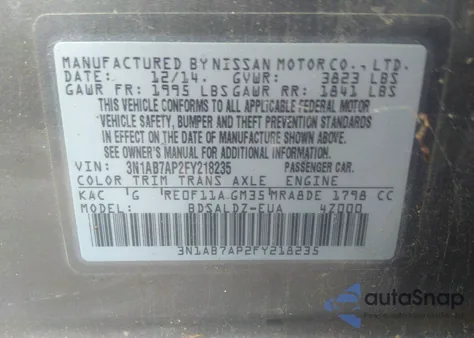 MANUFACTURED BY NISSAN MOTOR CO., LTD.
DATE: 12/14. GVWR: 3823 LBS
GAWR FR: 1995 LBS GAWR RR: 1841 LBS
THIS VEHICLE CONFORMS TO ALL APPLICABLE FEDERAL MOTOR
VEHICLE SAFETY, BUMPER AND THEFT PREVENTION STANDARDS
IN EFFECT ON THE DATE OF MANUFACTURE SHOWN ABOVE.
SEE OWNER'S MANUAL FOR ADDITIONAL INFORMATION
VIN: 3N1AB7AP2FY218235 PASSENGER CAR.
COLOR TRIM TRANS AXLE ENGINE
KAC G RE0F11A GM35 MRA8DE 1798 CC
MODEL: BDSALDZ-EUA 4Z000
3N1AB7AP2FY218235
autoSnap